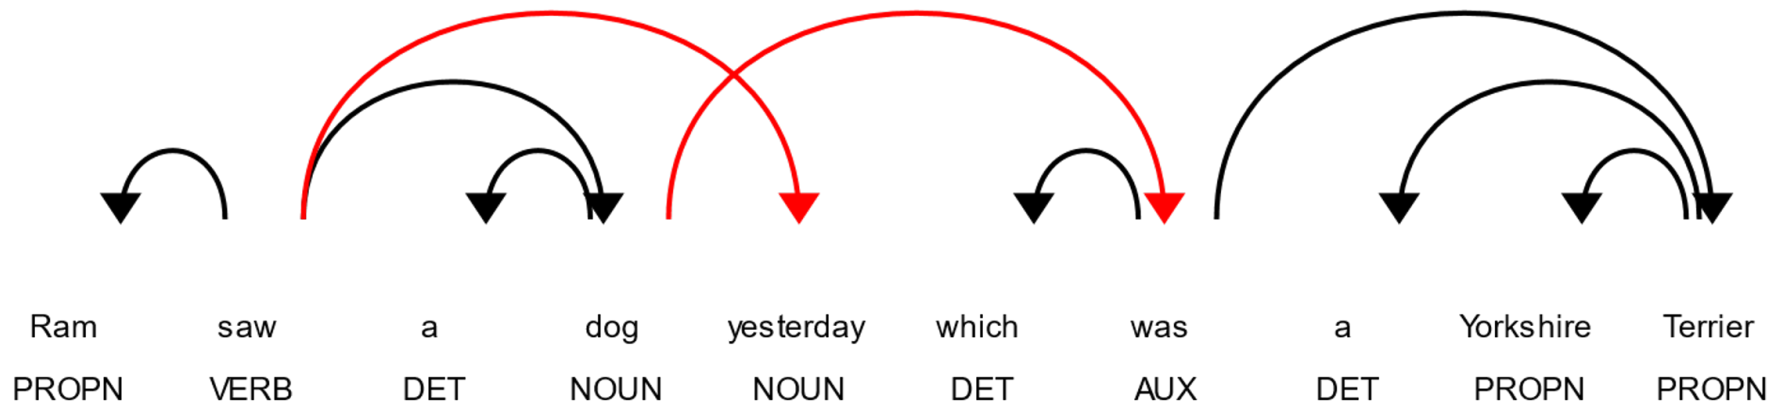 Ram saw a dog yesterday which was a Yorkshire Terrier
PROPN VERB DET NOUN NOUN DET AUX DET PROPN PROPN